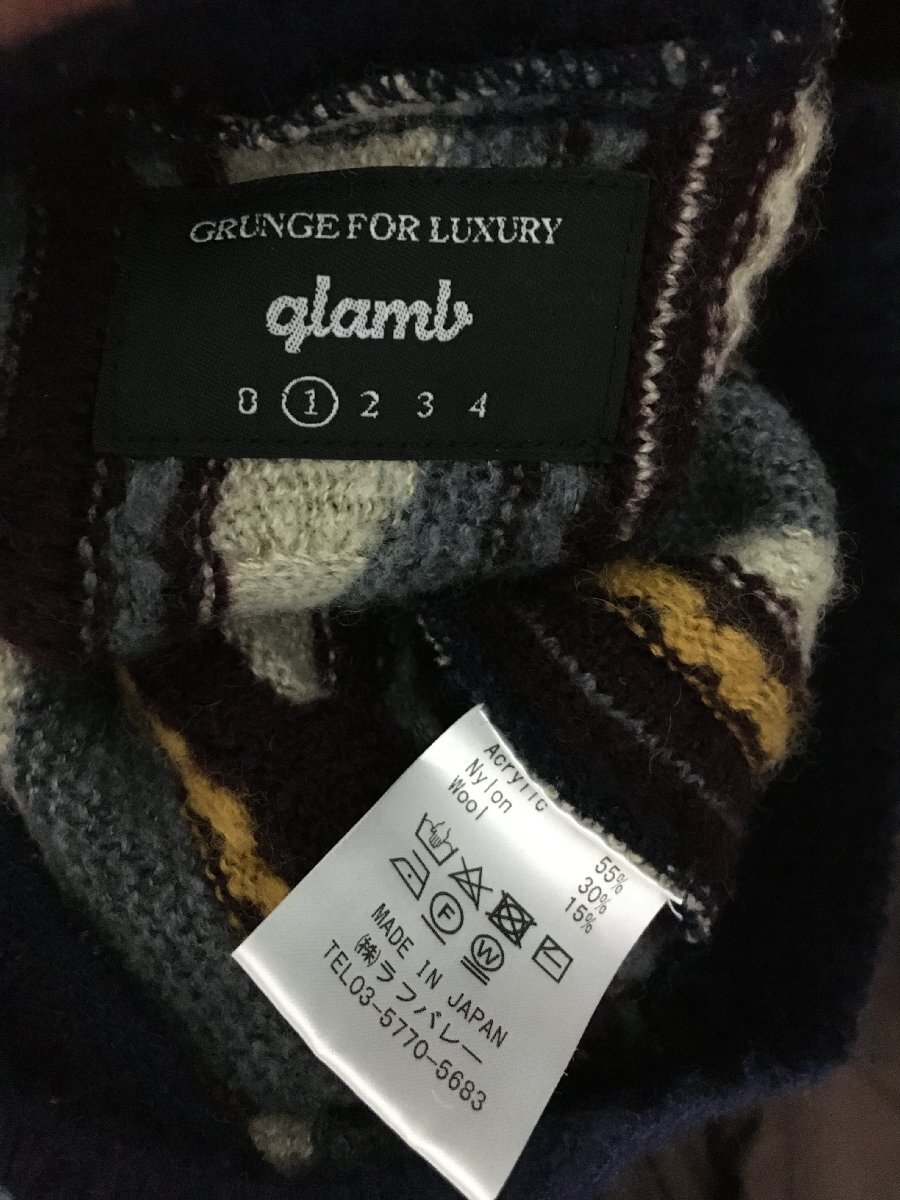 GRUNGE FOR LUXURY
glamb
0 1 2 3 4
Acrylic 55%
Nylon 30%
Wool 15%
F
W
MADE IN JAPAN
㈱ラフバレー
TEL03-5770-5683